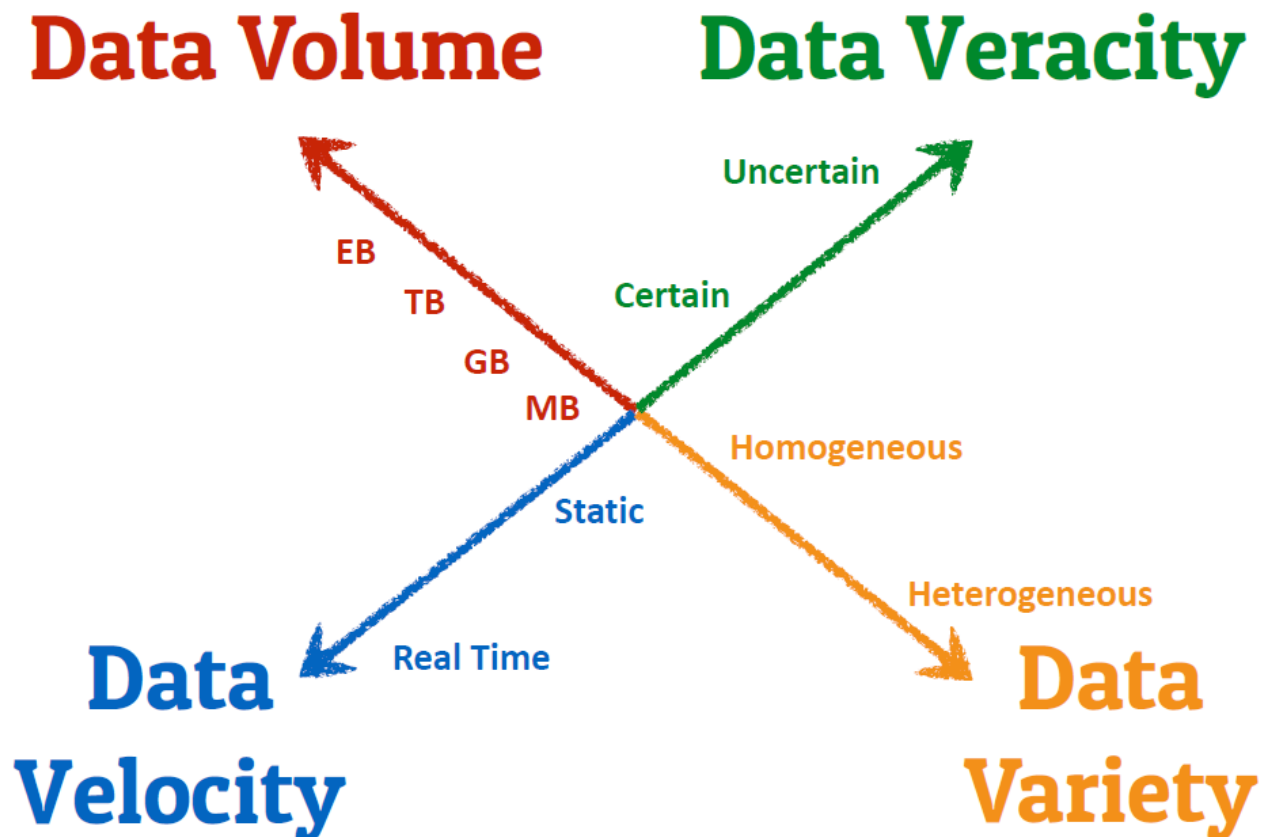 Data Volume
Data Veracity
Uncertain
EB
Certain
TB
GB
MB
Homogeneous
Static
Heterogeneous
Real Time
Data
Velocity
Data
Variety